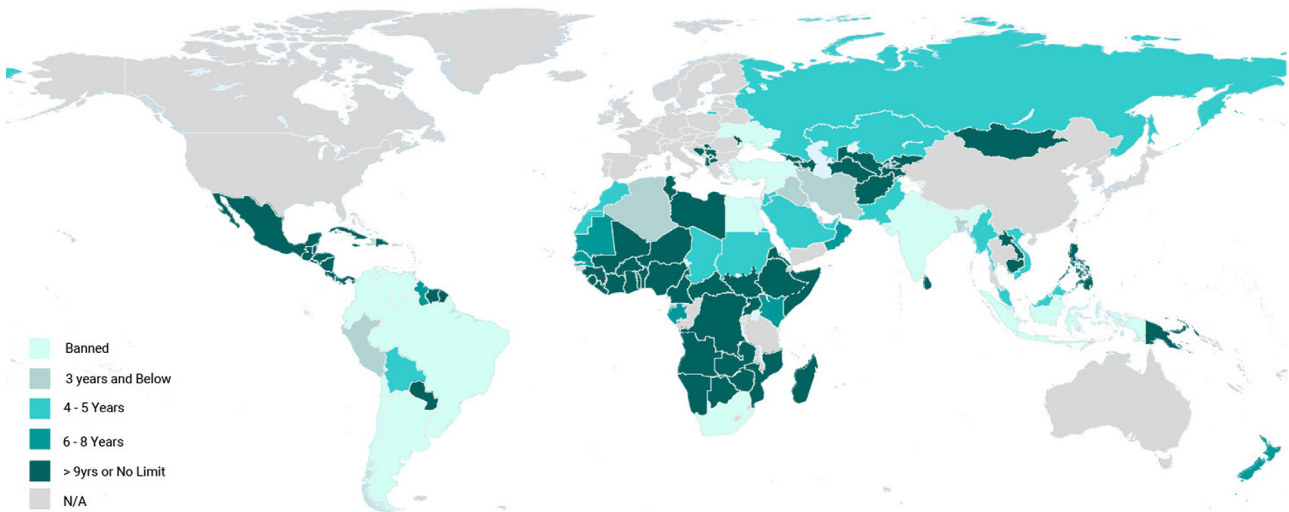 Banned
3 years and Below
4 - 5 Years
6 - 8 Years
> 9yrs or No Limit
N/A